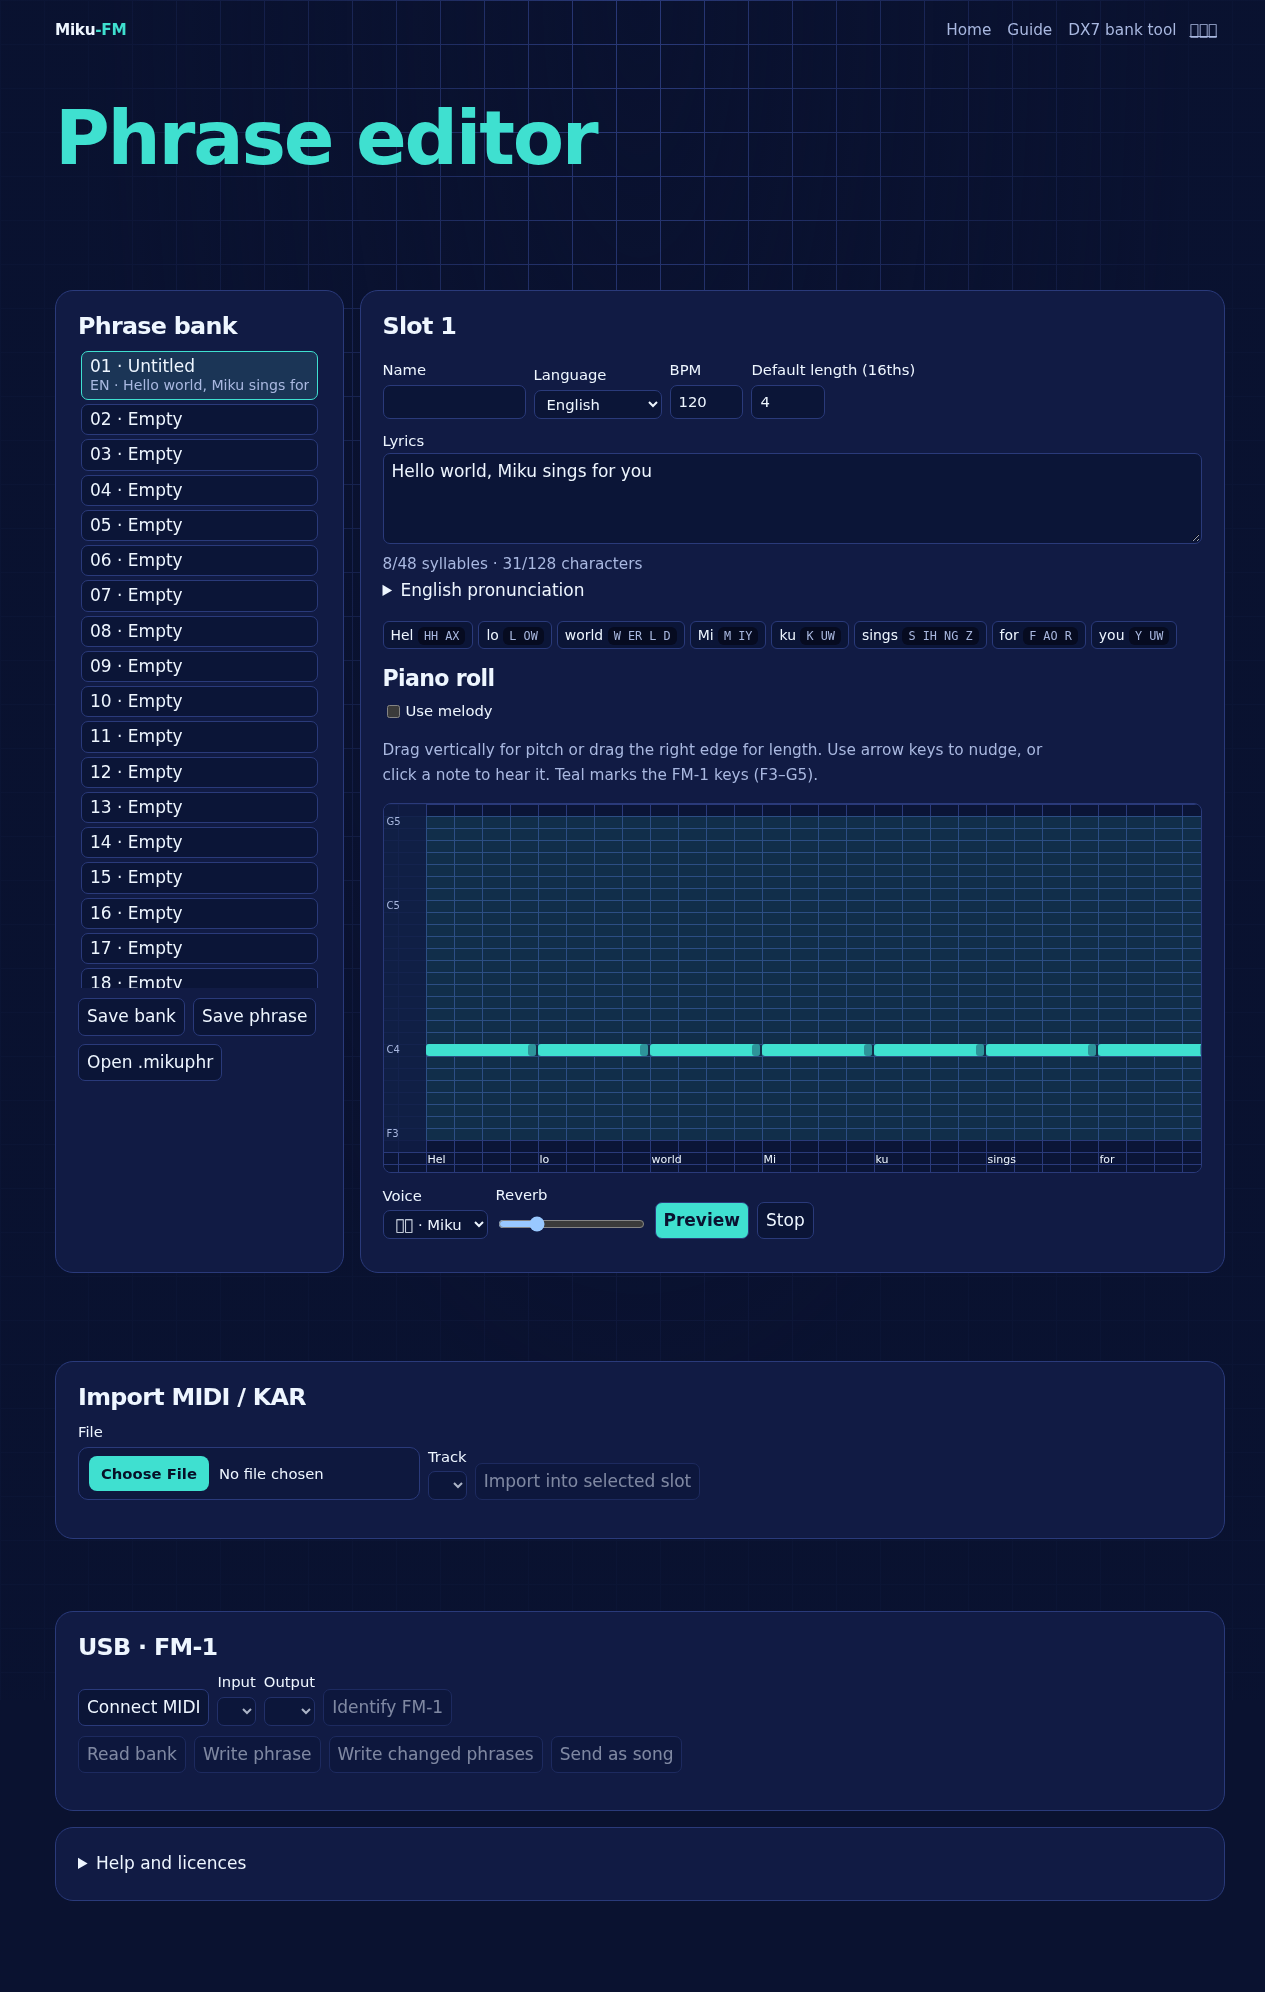 Miku-FM
Home Guide DX7 bank tool
Phrase editor
Phrase bank
01 · Untitled
EN · Hello world, Miku sings for
02 · Empty
03 · Empty
04 · Empty
05 · Empty
06 · Empty
07 · Empty
08 · Empty
09 · Empty
10 · Empty
11 · Empty
12 · Empty
13 · Empty
14 · Empty
15 · Empty
16 · Empty
17 · Empty
18 · Empty
Save bank Save phrase
Open .mikuphr
Slot 1
Name Language BPM Default length (16ths)
English 120 4
Lyrics
Hello world, Miku sings for you
8/48 syllables · 31/128 characters
English pronunciation
Hel HH AX lo L OW world W ER L D Mi M IY ku K UW sings S IH NG Z for F AO R you Y UW
Piano roll
Use melody
Drag vertically for pitch or drag the right edge for length. Use arrow keys to nudge, or
click a note to hear it. Teal marks the FM-1 keys (F3–G5).
G5
C5
C4
F3
Hel lo world Mi ku sings for
Voice Reverb
· Miku Preview Stop
Import MIDI / KAR
File
Choose File No file chosen
Track
Import into selected slot
USB · FM-1
Connect MIDI Input Output Identify FM-1
Read bank Write phrase Write changed phrases Send as song
Help and licences